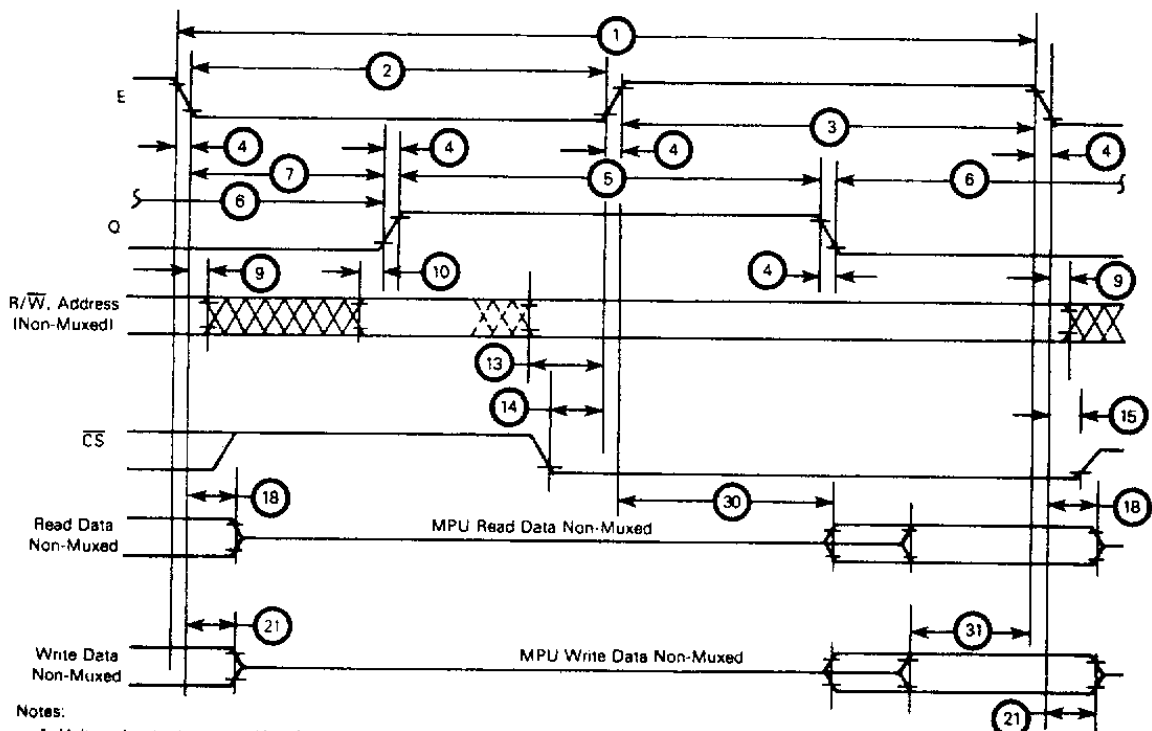 1
2
E
3
4
4
4
4
7
5
6
6
Q
9
10
4
9
R/W̅, Address
(Non-Muxed)
13
14
15
C̅S̅
18
30
18
Read Data
Non-Muxed
MPU Read Data Non-Muxed
21
31
Write Data
Non-Muxed
MPU Write Data Non-Muxed
Notes:
21